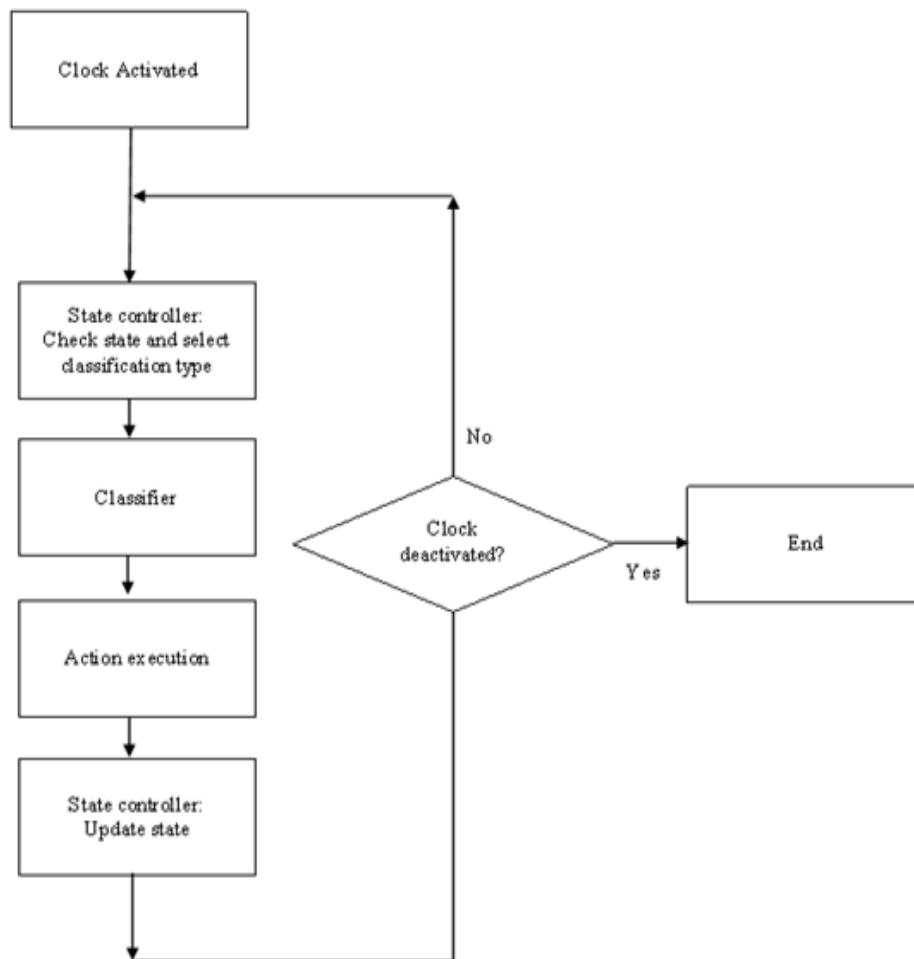 Clock Activated
State controller:
Check state and select
classification type
Classifier
Action execution
State controller:
Update state
No
Clock
deactivated?
Yes
End